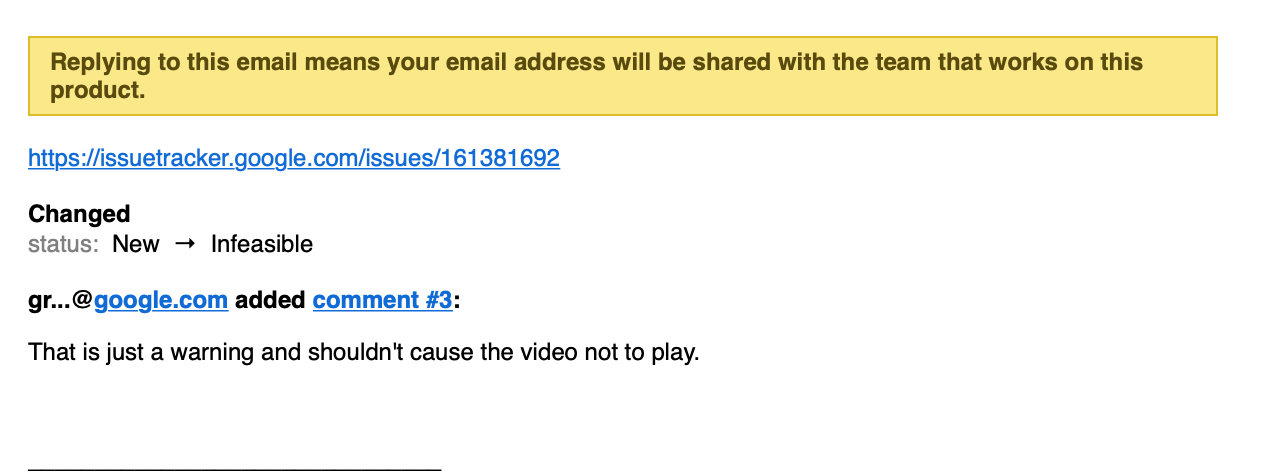 Replying to this email means your email address will be shared with the team that works on this
product.
https://issuetracker.google.com/issues/161381692
Changed
status: New → Infeasible
gr...@google.com added comment #3:
That is just a warning and shouldn't cause the video not to play.